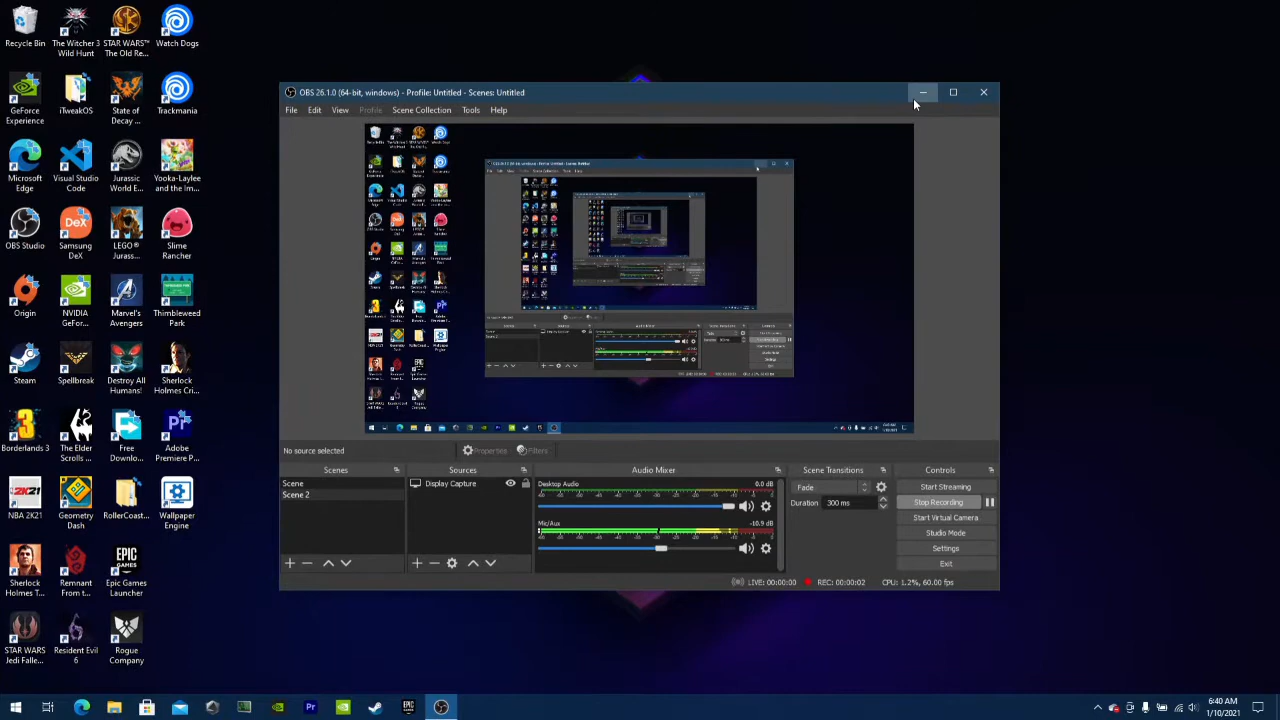 Recycle Bin
The Witcher 3
Wild Hunt
STAR WARS™
The Old Re...
Watch Dogs
GeForce
Experience
iTweakOS
State of
Decay ...
Trackmania
Microsoft
Edge
Visual Studio
Code
Jurassic
World E...
Yooka-Laylee
and the Im...
OBS Studio
Samsung
DeX
LEGO®
Jurass...
Slime
Rancher
Origin
NVIDIA
GeFor...
Marvel's
Avengers
Thimbleweed
Park
Steam
Spellbreak
Destroy All
Humans!
Sherlock
Holmes Cri...
Borderlands 3
The Elder
Scrolls ...
Free
Downlo...
Adobe
Premiere P...
NBA 2K21
Geometry
Dash
RollerCoast...
Wallpaper
Engine
Sherlock
Holmes T...
Remnant
From t...
Epic Games
Launcher
STAR WARS
Jedi Falle...
Resident Evil
6
Rogue
Company
OBS 26.1.0 (64-bit, windows) - Profile: Untitled - Scenes: Untitled
File Edit View Profile Scene Collection Tools Help
No source selected
Properties Filters
Scenes
Scene
Scene 2
Sources
Display Capture
Audio Mixer
Desktop Audio 0.0 dB
Mic/Aux -10.9 dB
Scene Transitions
Fade
Duration 300 ms
Controls
Start Streaming
Stop Recording
Start Virtual Camera
Studio Mode
Settings
Exit
LIVE: 00:00:00 REC: 00:00:02 CPU: 1.2%, 60.00 fps
6:40 AM
1/10/2021